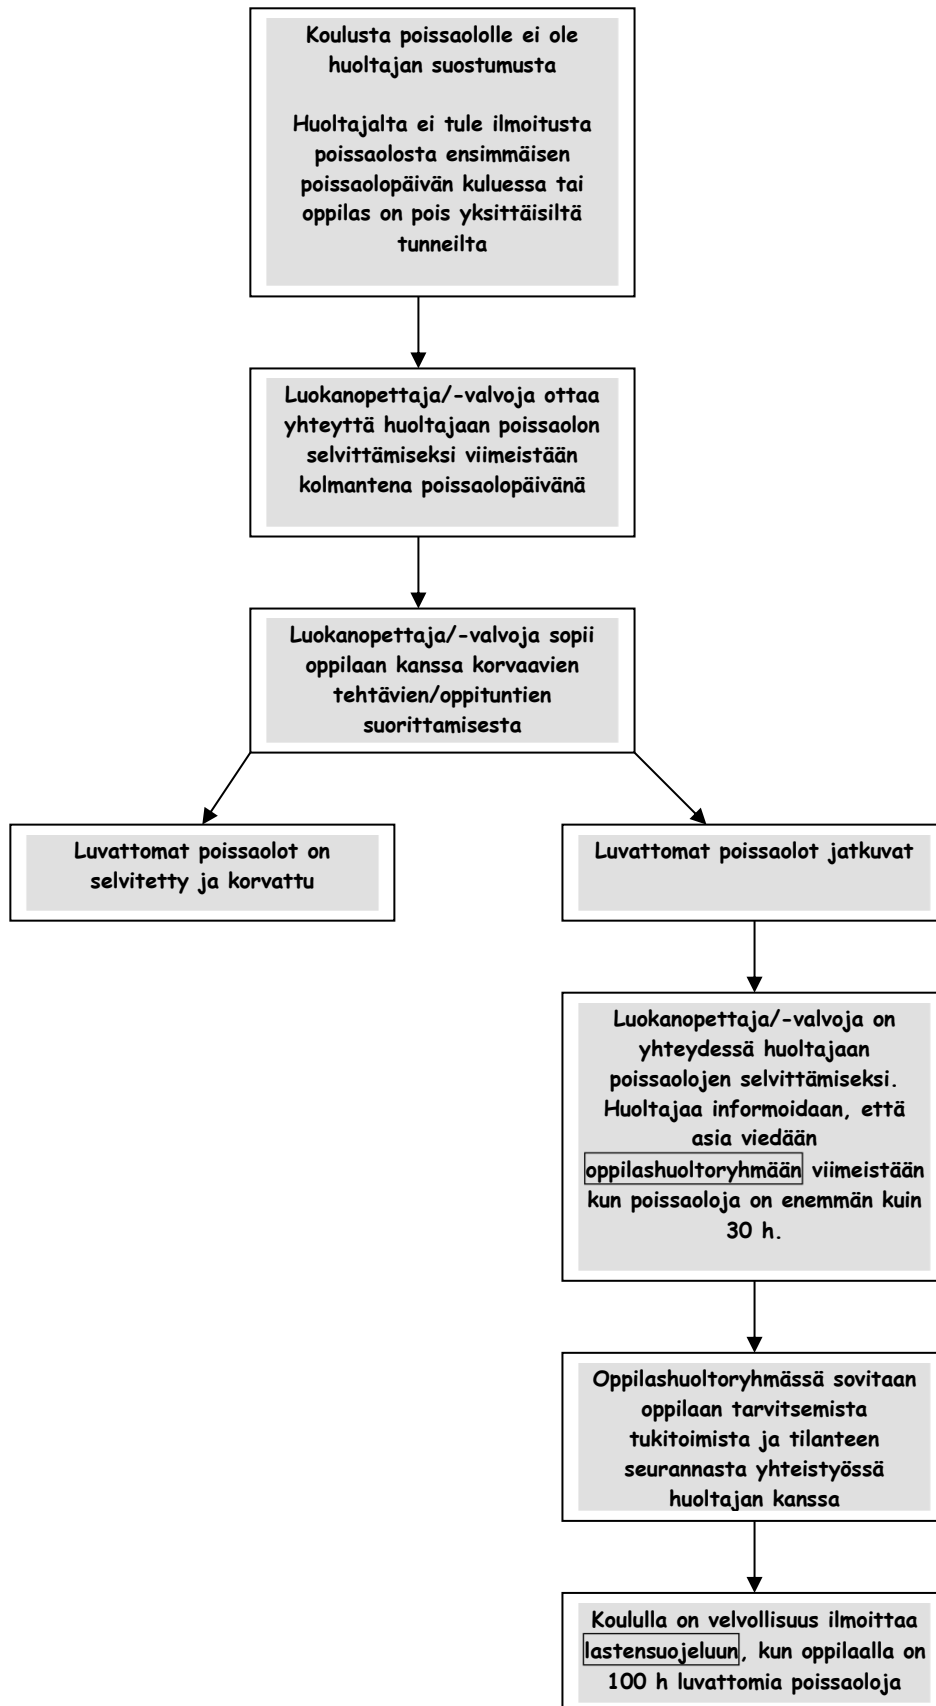 Koulusta poissaololle ei ole
huoltajan suostumusta
Huoltajalta ei tule ilmoitusta
poissaolosta ensimmäisen
poissaolopäivän kuluessa tai
oppilas on pois yksittäisiltä
tunneilta
Luokanopettaja/-valvoja ottaa
yhteyttä huoltajaan poissaolon
selvittämiseksi viimeistään
kolmantena poissaolopäivänä
Luokanopettaja/-valvoja sopii
oppilaan kanssa korvaavien
tehtävien/oppituntien
suorittamisesta
Luvattomat poissaolot on
selvitetty ja korvattu
Luvattomat poissaolot jatkuvat
Luokanopettaja/-valvoja on
yhteydessä huoltajaan
poissaolojen selvittämiseksi.
Huoltajaa informoidaan, että
asia viedään
oppilashuoltoryhmään viimeistään
kun poissaoloja on enemmän kuin
30 h.
Oppilashuoltoryhmässä sovitaan
oppilaan tarvitsemista
tukitoimista ja tilanteen
seurannasta yhteistyössä
huoltajan kanssa
Koululla on velvollisuus ilmoittaa
lastensuojeluun, kun oppilaalla on
100 h luvattomia poissaoloja